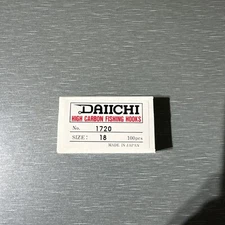 DAIICHI
HIGH CARBON FISHING HOOKS
No. 1720
SIZE: 18 100pcs
MADE IN JAPAN